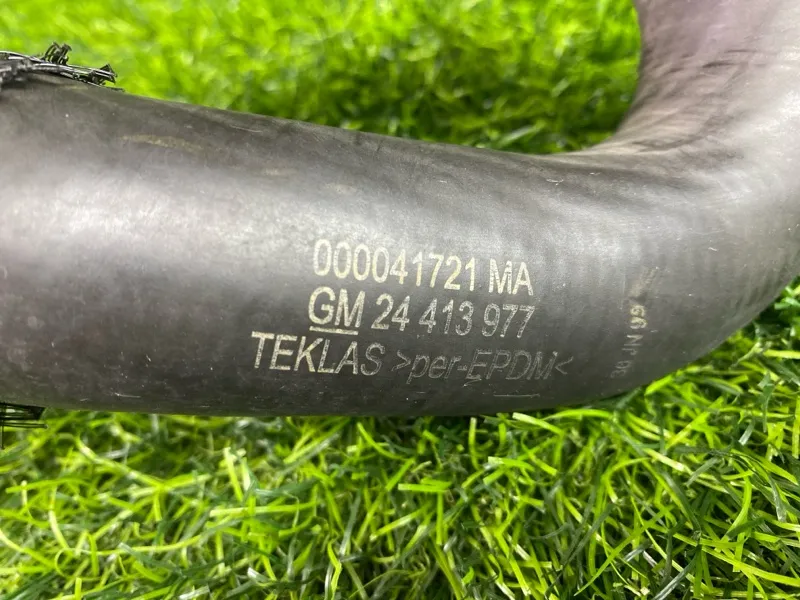 000041721 MA
GM 24 413 977
TEKLAS >per-EPDM<